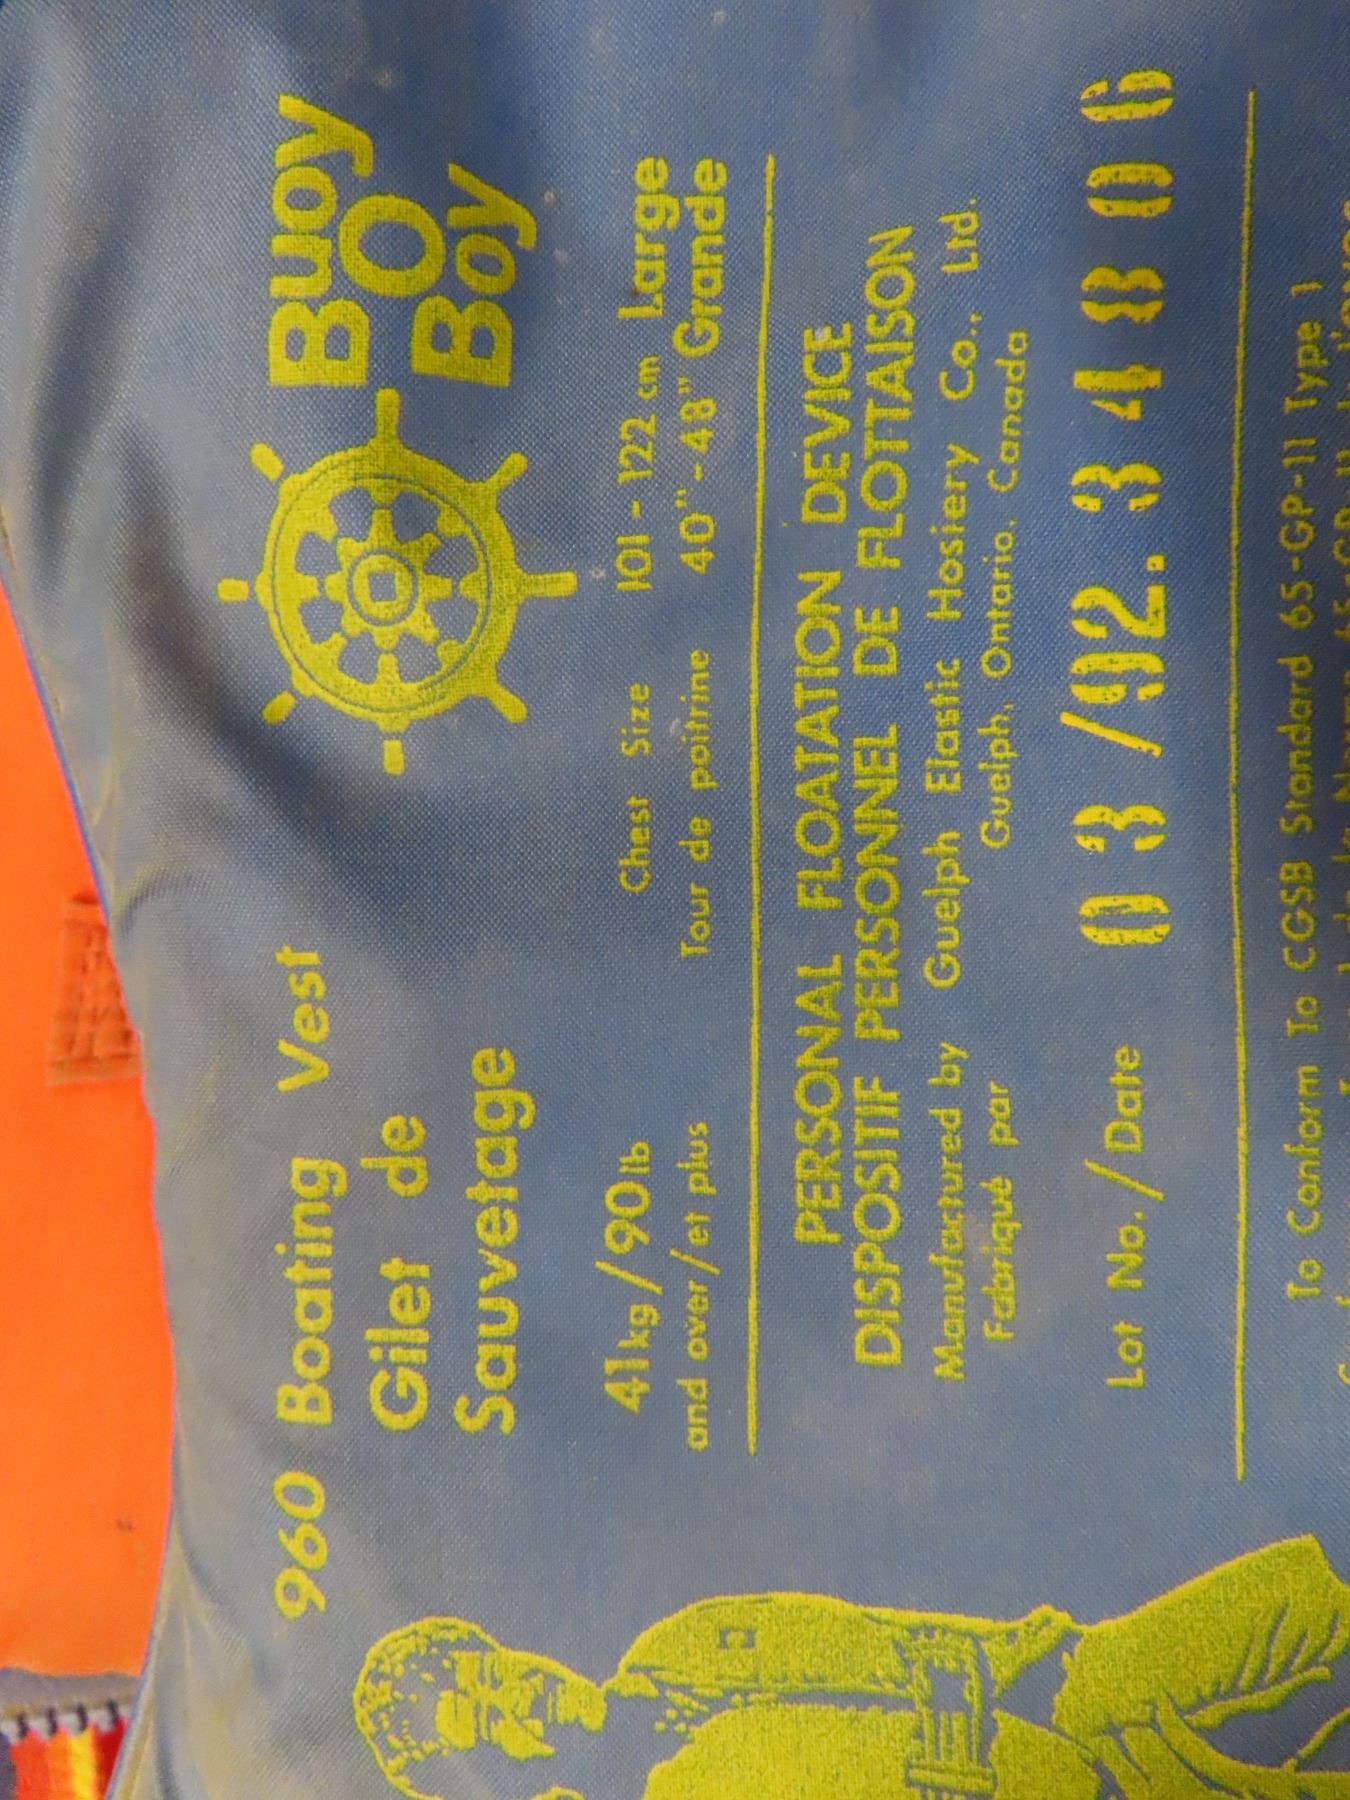 960 Boating Vest
Gilet de
Sauvetage
Buoy
O
Boy
41kg/90lb
and over/et plus
Chest Size 101-122 cm Large
Tour de poitrine 40"-48" Grande
PERSONAL FLOATATION DEVICE
DISPOSITIF PERSONNEL DE FLOTTAISON
Manufactured by Guelph Elastic Hosiery Co., Ltd.
Fabriqué par Guelph, Ontario, Canada
Lot No./Date 03/92.34806
To Conform To CGSB Standard 65-GP-11 Type 1